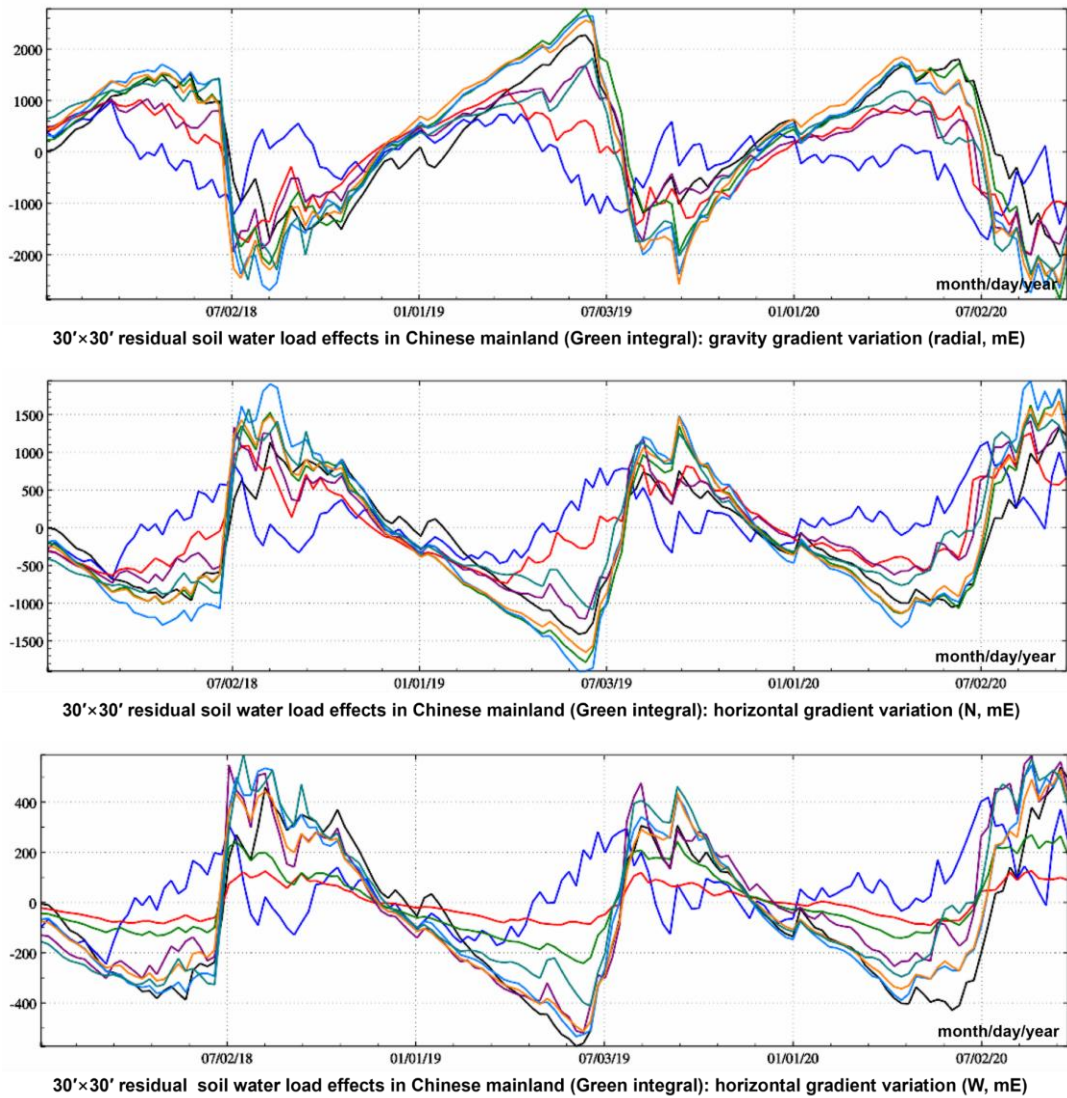 2000
1000
0
-1000
-2000
month/day/year
07/02/18 01/01/19 07/03/19 01/01/20 07/02/20
30′×30′ residual soil water load effects in Chinese mainland (Green integral): gravity gradient variation (radial, mE)
1500
1000
500
0
-500
-1000
-1500
month/day/year
07/02/18 01/01/19 07/03/19 01/01/20 07/02/20
30′×30′ residual soil water load effects in Chinese mainland (Green integral): horizontal gradient variation (N, mE)
400
200
0
-200
-400
month/day/year
07/02/18 01/01/19 07/03/19 01/01/20 07/02/20
30′×30′ residual soil water load effects in Chinese mainland (Green integral): horizontal gradient variation (W, mE)